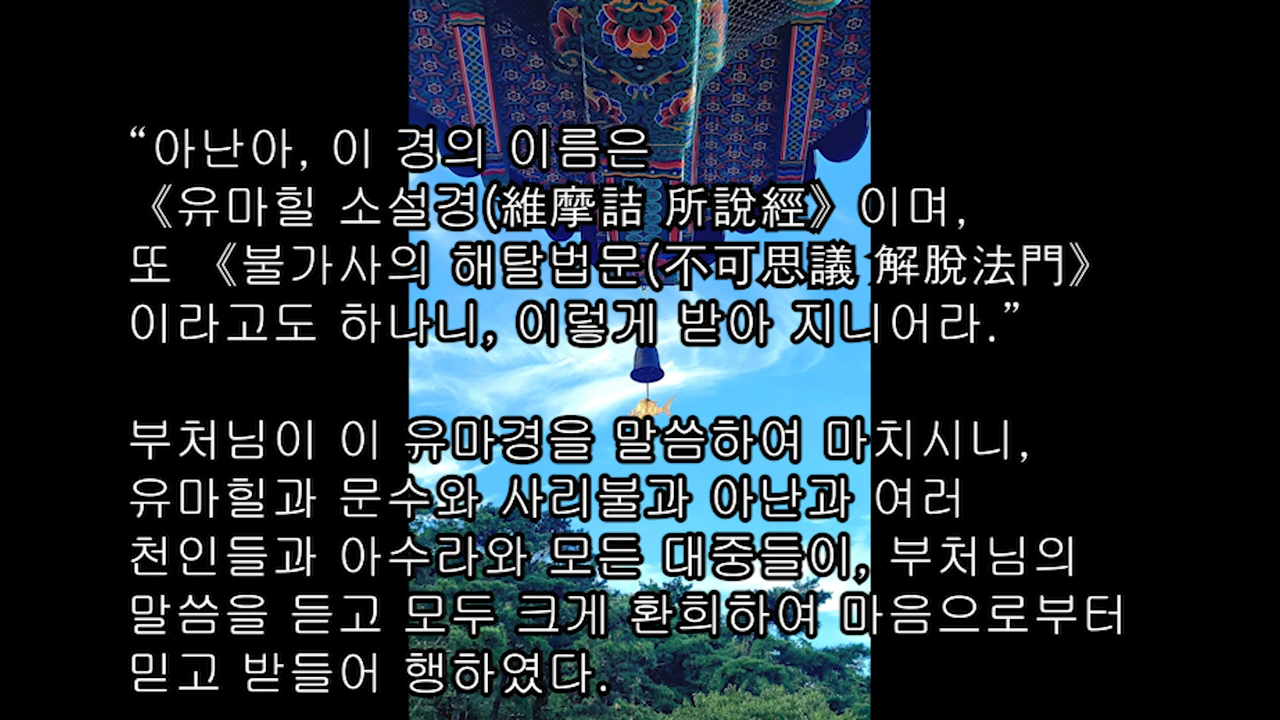 “아난아, 이 경의 이름은
《유마힐 소설경(維摩詰 所說經》이며,
또 《불가사의 해탈법문(不可思議 解脫法門》
이라고도 하나니, 이렇게 받아 지니어라.”
부처님이 이 유마경을 말씀하여 마치시니,
유마힐과 문수와 사리불과 아난과 여러
천인들과 아수라와 모든 대중들이, 부처님의
말씀을 듣고 모두 크게 환희하여 마음으로부터
믿고 받들어 행하였다.